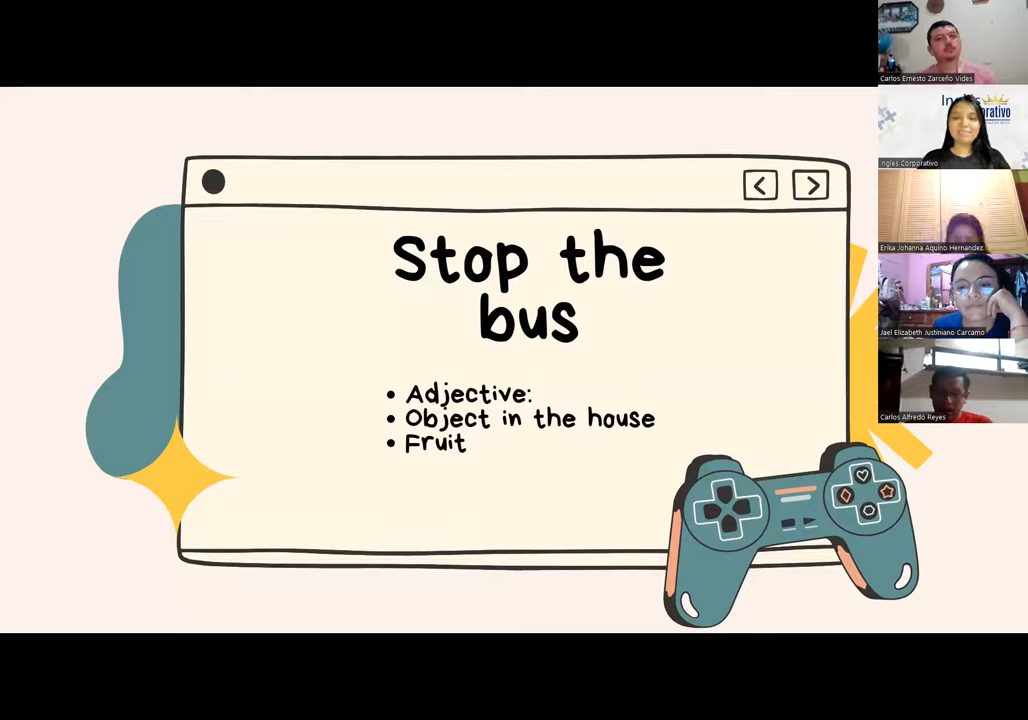 Stop the
bus
• Adjective:
• Object in the house
• Fruit
Carlos Ernesto Zarceño Vides
Ingles Corporativo
Erika Johanna Aquino Hernandez
Jael Elizabeth Justiniano Carcamo
Carlos Alfredo Reyes